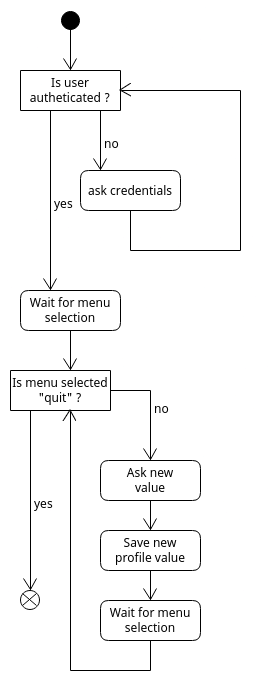 Is user
autheticated ?
no
ask credentials
yes
Wait for menu
selection
Is menu selected
"quit" ?
no
Ask new
value
yes
Save new
profile value
Wait for menu
selection